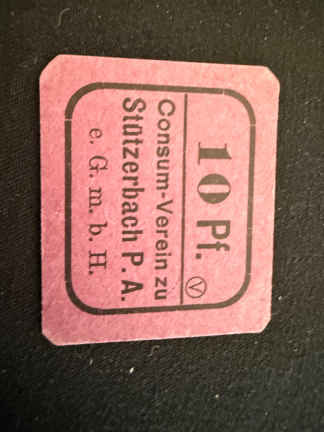 10 Pf.
V
Consum-Verein zu
Stützerbach P. A.
e. G. m. b. H.